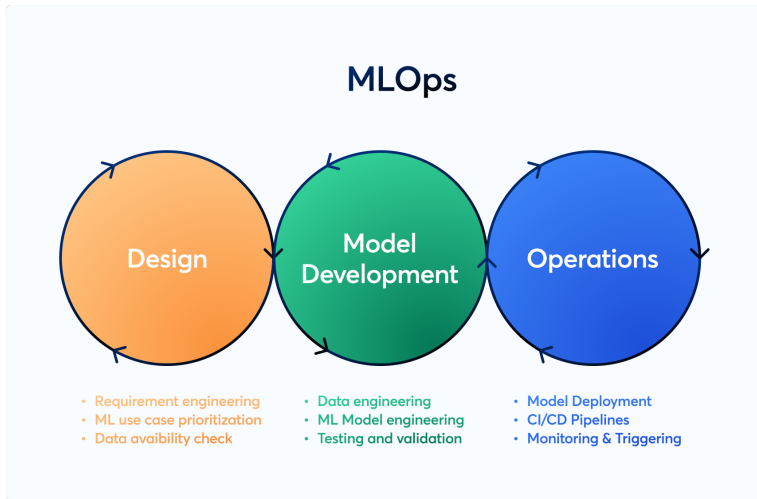 MLOps
Design
Model
Development
Operations
• Requirement engineering
• ML use case prioritization
• Data avaibility check
• Data engineering
• ML Model engineering
• Testing and validation
• Model Deployment
• CI/CD Pipelines
• Monitoring & Triggering